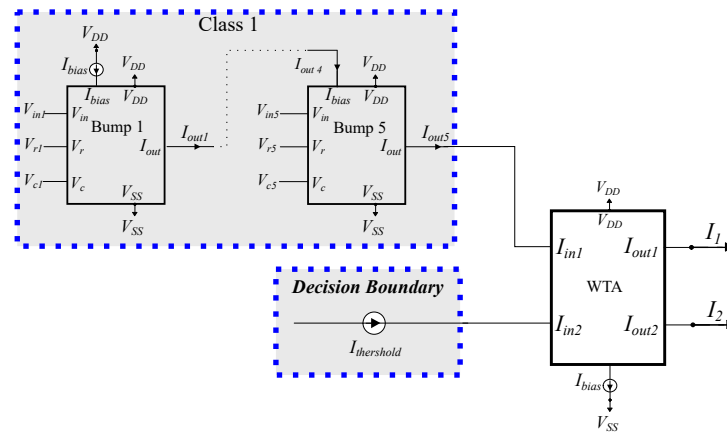 Class 1
V_DD
I_bias
V_DD
V_DD
I_bias
V_in1
V_in
Bump 1
V_r1
V_r
I_out
I_out1
V_c1
V_c
V_SS
V_SS
I_out 4
V_DD
V_DD
I_bias
V_in5
V_in
Bump 5
V_r5
V_r
I_out
I_out5
V_c5
V_c
V_SS
V_SS
Decision Boundary
I_thershold
V_DD
V_DD
I_in1
I_out1
I_1
WTA
I_in2
I_out2
I_2
I_bias
V_SS